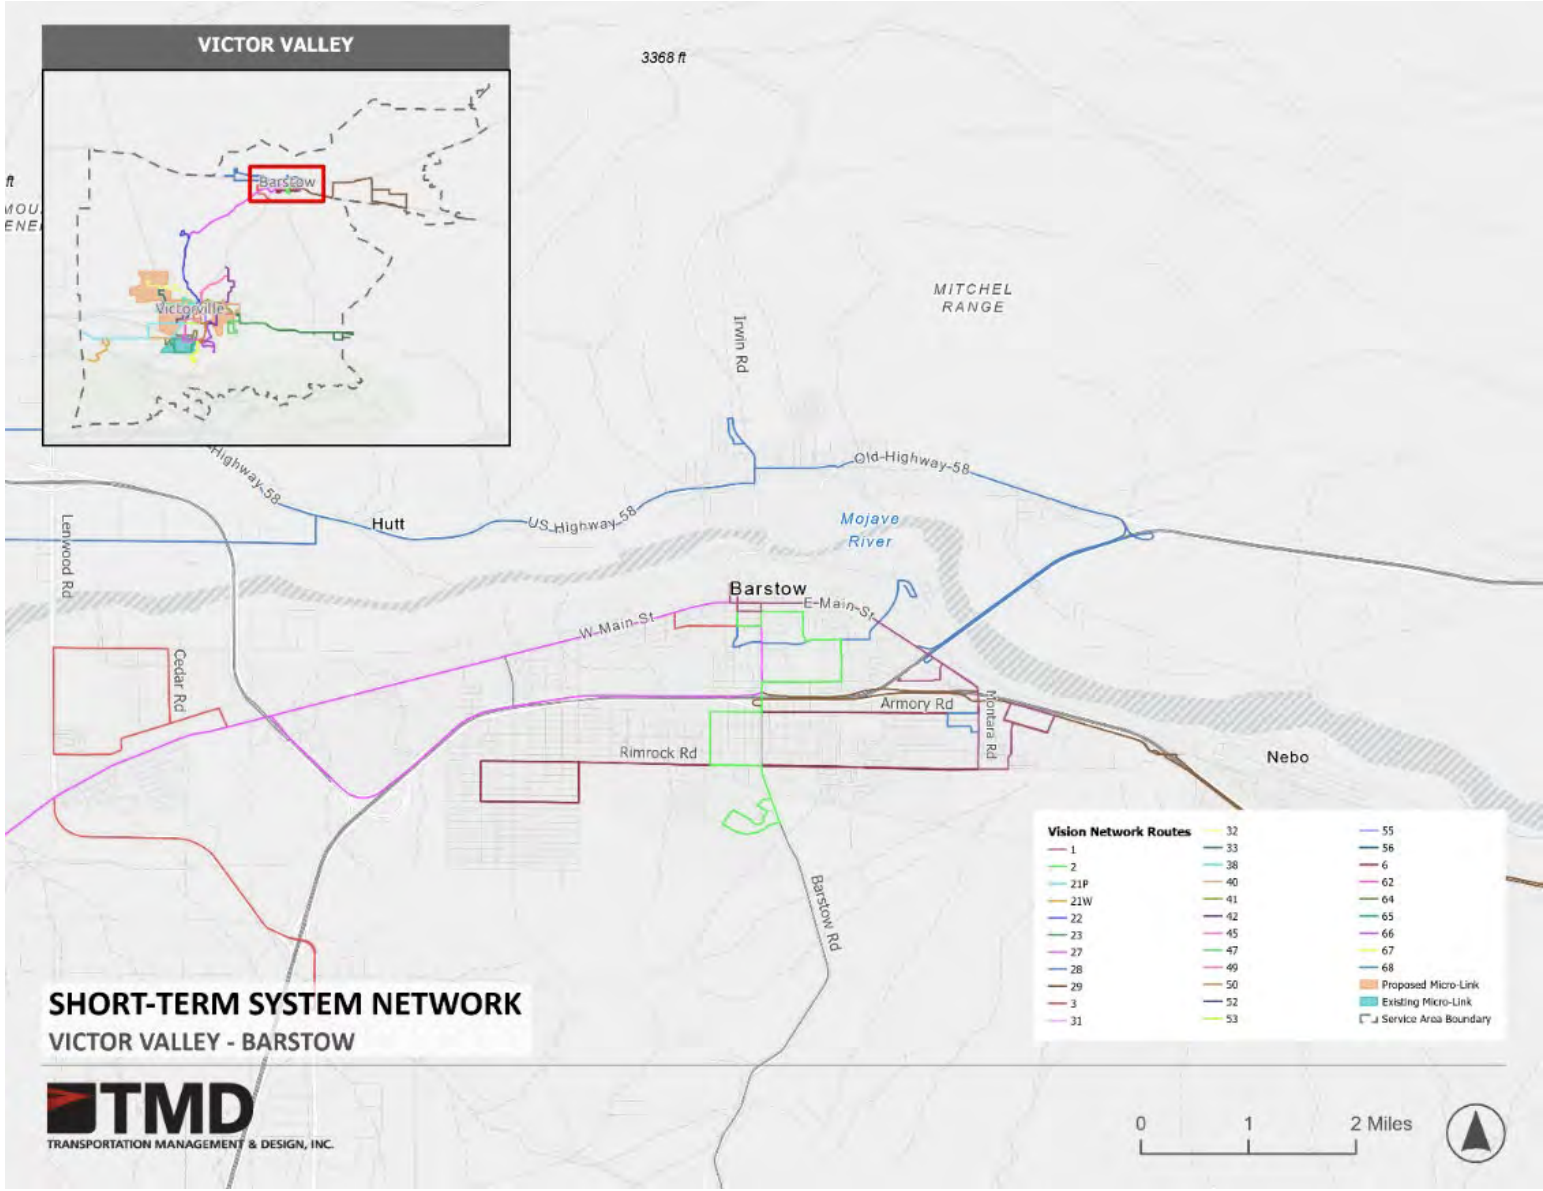 VICTOR VALLEY
3368 ft
Barstow
Victorville
ft
MITCHEL
RANGE
Irwin Rd
Highway 58
Old Highway 58
Hutt
US Highway 58
Mojave
River
Lenwood Rd
Barstow
E Main St
W Main St
Cedar Rd
Armory Rd
Montara Rd
Rimrock Rd
Nebo
Barstow Rd
Vision Network Routes
1
2
21P
21W
22
23
27
28
29
3
31
32
33
38
40
41
42
45
47
49
50
52
53
55
56
6
62
64
65
66
67
68
Proposed Micro-Link
Existing Micro-Link
Service Area Boundary
SHORT-TERM SYSTEM NETWORK
VICTOR VALLEY - BARSTOW
TMD
TRANSPORTATION MANAGEMENT & DESIGN, INC.
0 1 2 Miles